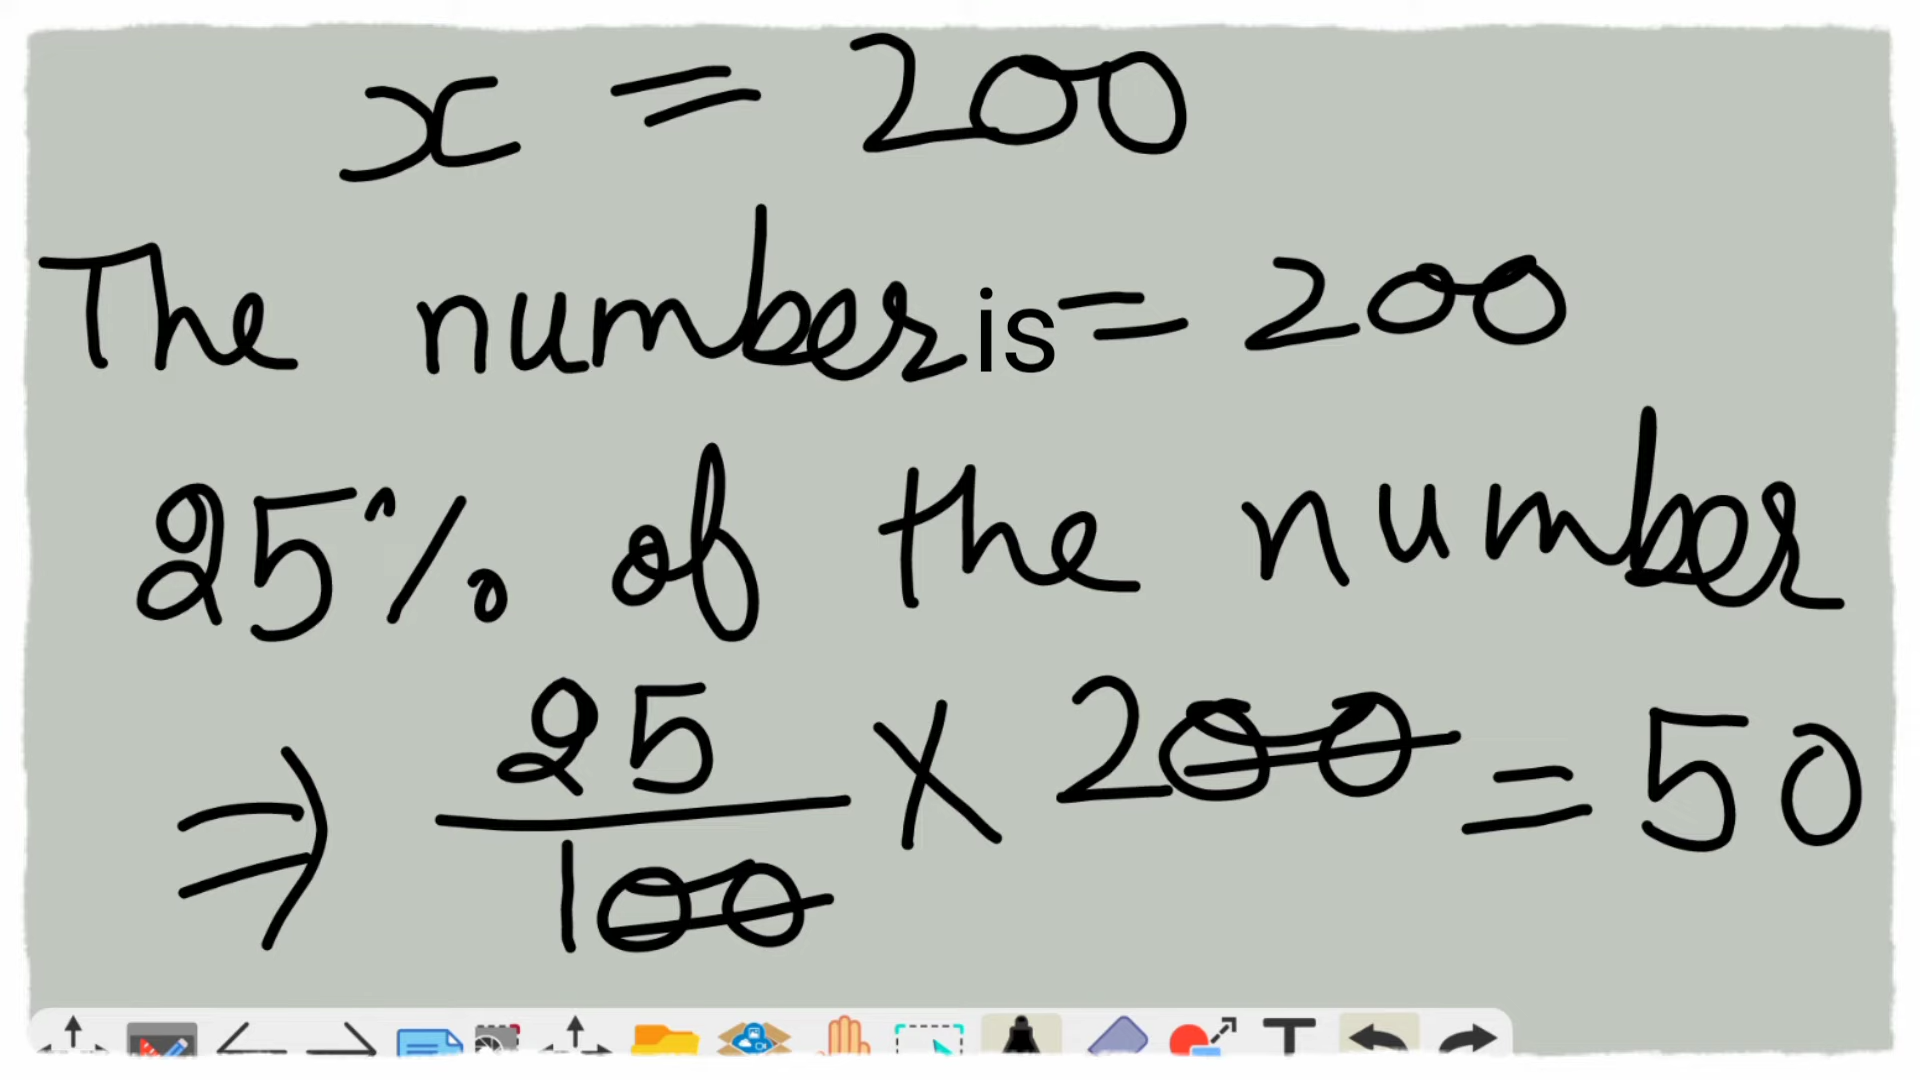 x = 200
The number is = 200
25% of the number
⇒ 25/100 × 200 = 50